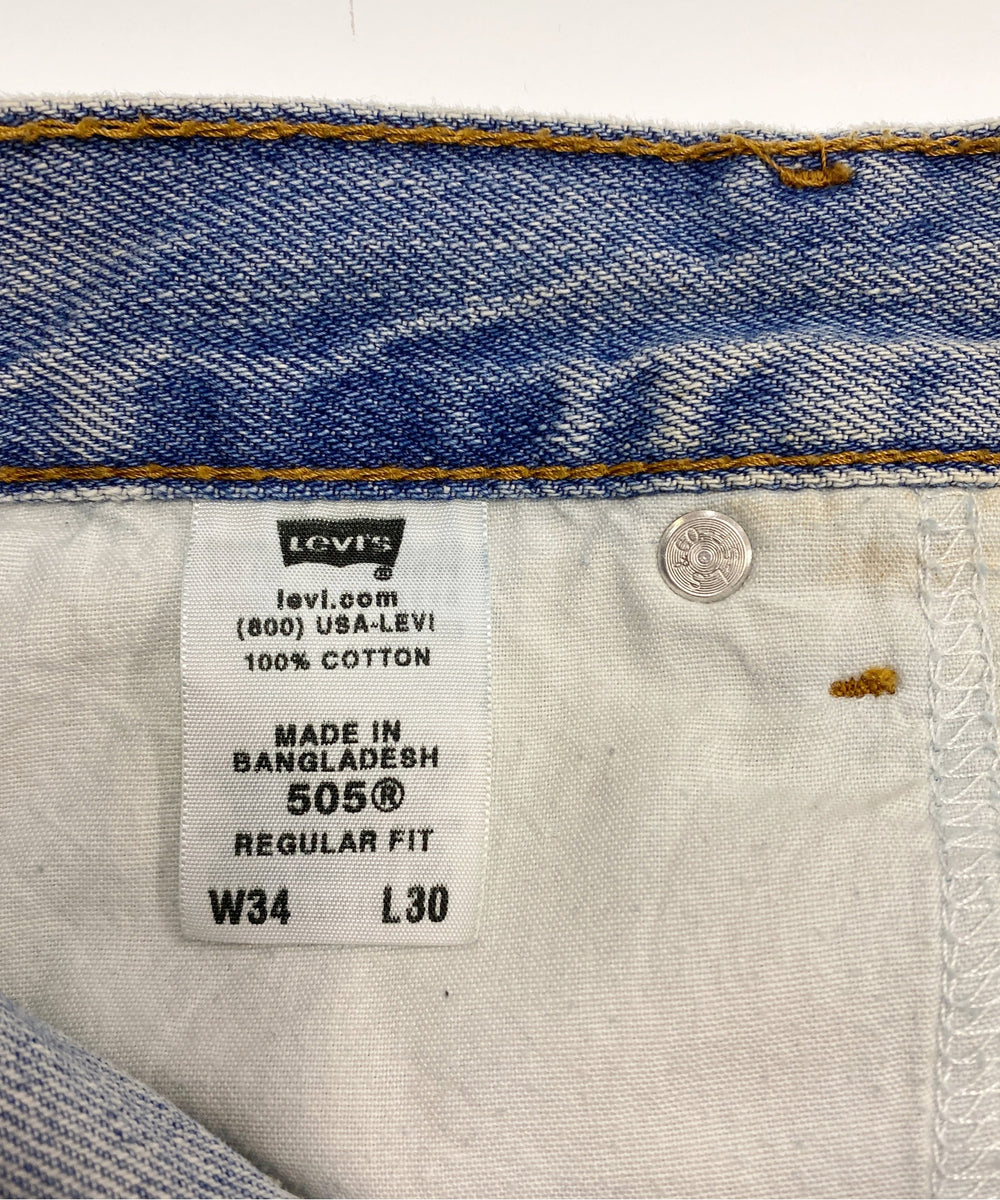 Levi's
®
levi.com
(800) USA-LEVI
100% COTTON
MADE IN
BANGLADESH
505®
REGULAR FIT
W34 L30